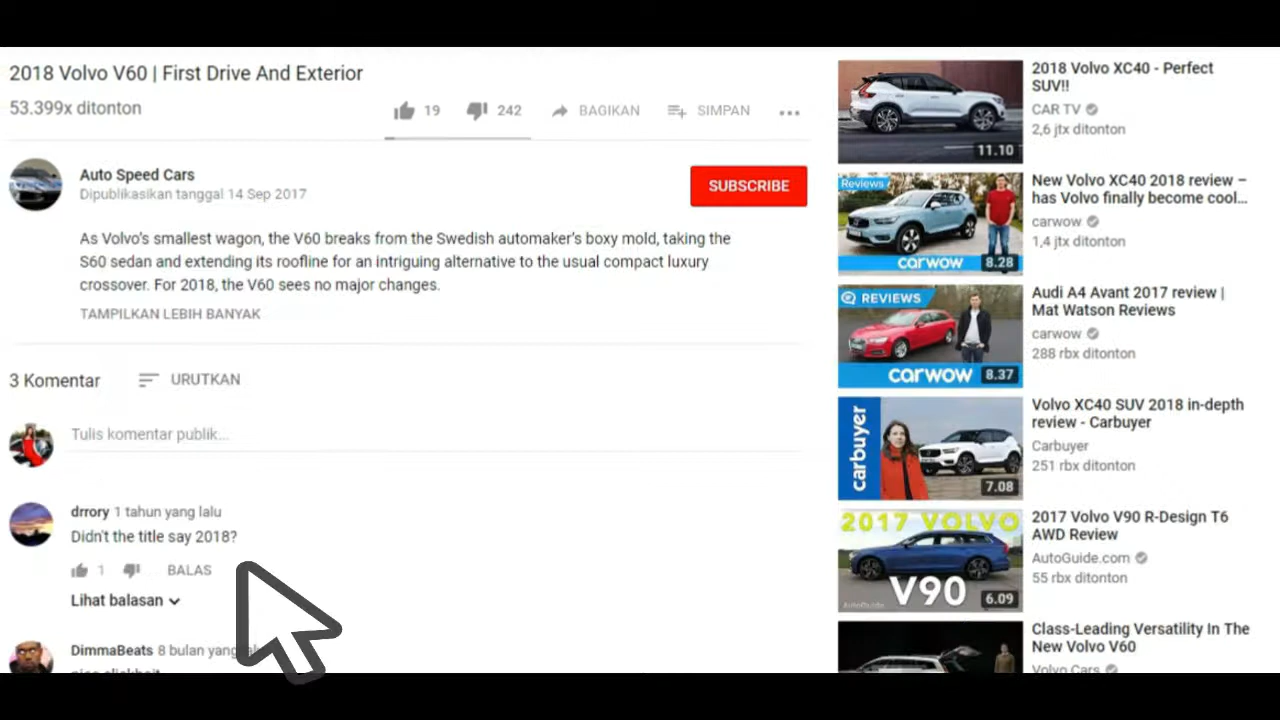 2018 Volvo V60 | First Drive And Exterior
53.399x ditonton
19
242
BAGIKAN
SIMPAN
Auto Speed Cars
Dipublikasikan tanggal 14 Sep 2017
SUBSCRIBE
As Volvo's smallest wagon, the V60 breaks from the Swedish automaker's boxy mold, taking the
S60 sedan and extending its roofline for an intriguing alternative to the usual compact luxury
crossover. For 2018, the V60 sees no major changes.
TAMPILKAN LEBIH BANYAK
3 Komentar
URUTKAN
Tulis komentar publik...
drrory 1 tahun yang lalu
Didn't the title say 2018?
1
BALAS
Lihat balasan
DimmaBeats 8 bulan yang
11.10
2018 Volvo XC40 - Perfect
SUV!!
CAR TV
2,6 jtx ditonton
Reviews
carwow
8.28
New Volvo XC40 2018 review –
has Volvo finally become cool...
carwow
1,4 jtx ditonton
REVIEWS
carwow
8.37
Audi A4 Avant 2017 review |
Mat Watson Reviews
carwow
288 rbx ditonton
carbuyer
7.08
Volvo XC40 SUV 2018 in-depth
review - Carbuyer
Carbuyer
251 rbx ditonton
2017 VOLVO
V90
AutoGuide
6.09
2017 Volvo V90 R-Design T6
AWD Review
AutoGuide.com
55 rbx ditonton
Class-Leading Versatility In The
New Volvo V60
Volvo Cars